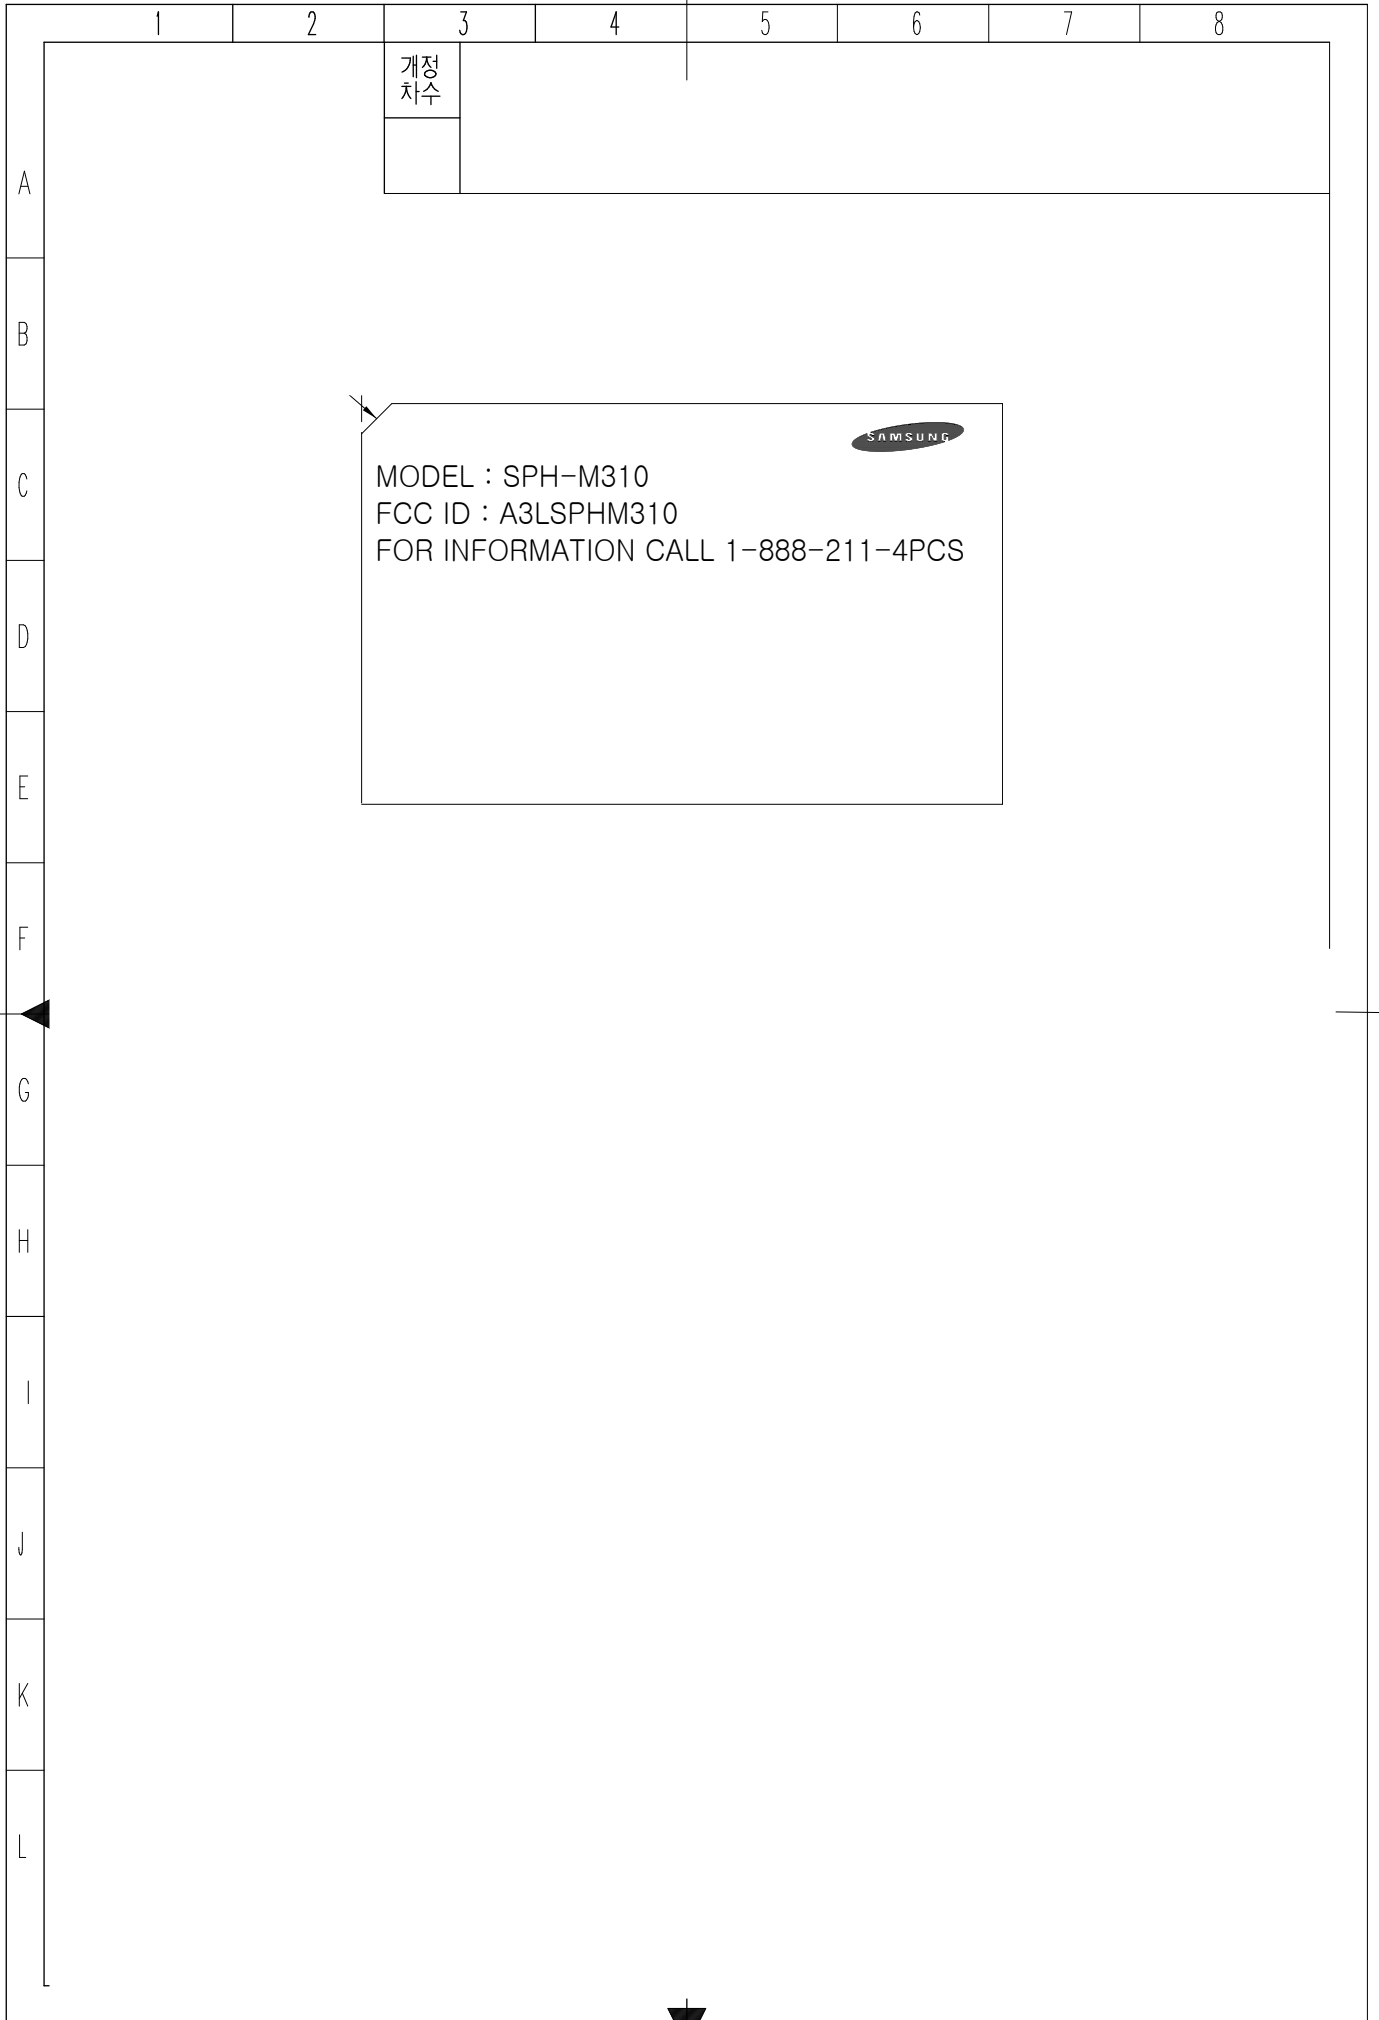 1 2 3 4 5 6 7 8
개정
차수
A
B
SAMSUNG
C
MODEL : SPH-M310
FCC ID : A3LSPHM310
FOR INFORMATION CALL 1-888-211-4PCS
D
E
F
G
H
I
J
K
L